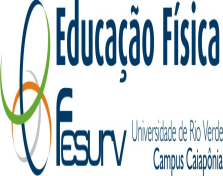 Educação Física
fesurv
Universidade de Rio Verde
Campus Caiapônia